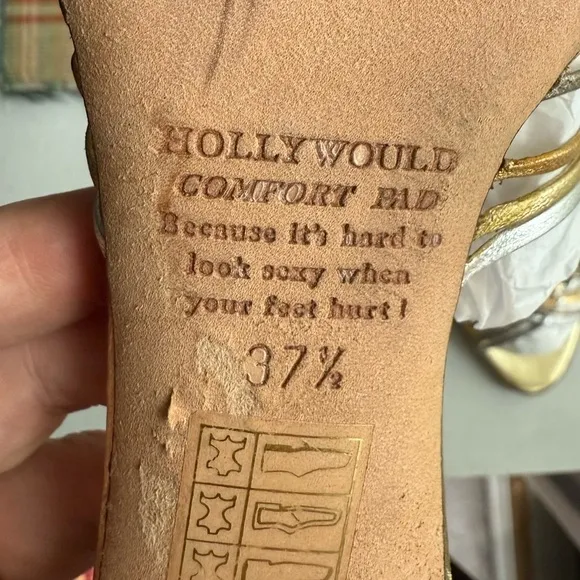 HOLLYWOULD
COMFORT PAD
Because it's hard to
look sexy when
your feet hurt!
37½